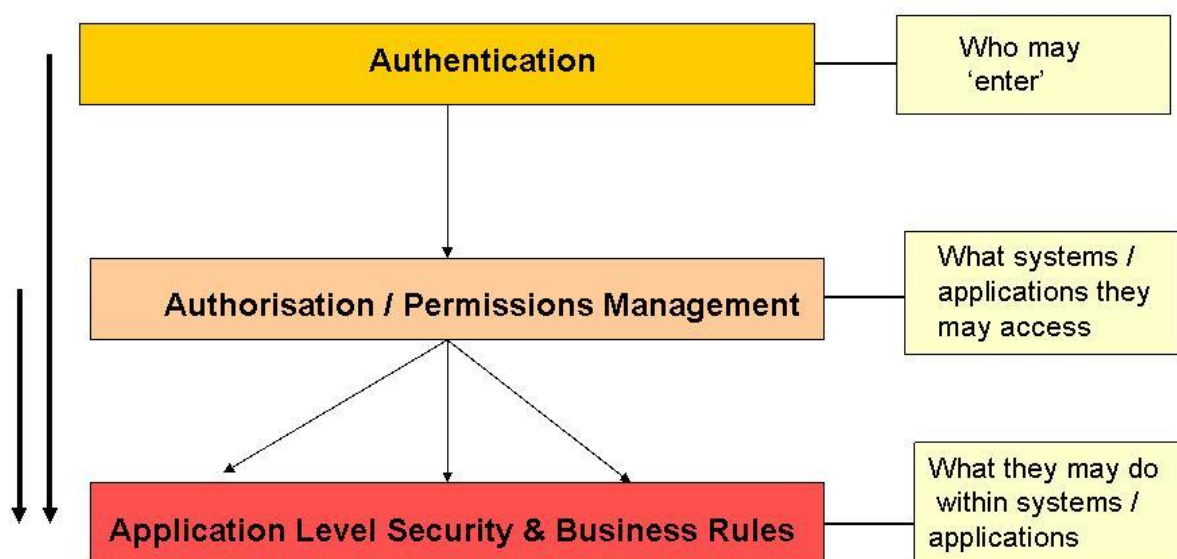 Authentication
Who may
‘enter’
Authorisation / Permissions Management
What systems /
applications they
may access
Application Level Security & Business Rules
What they may do
within systems /
applications